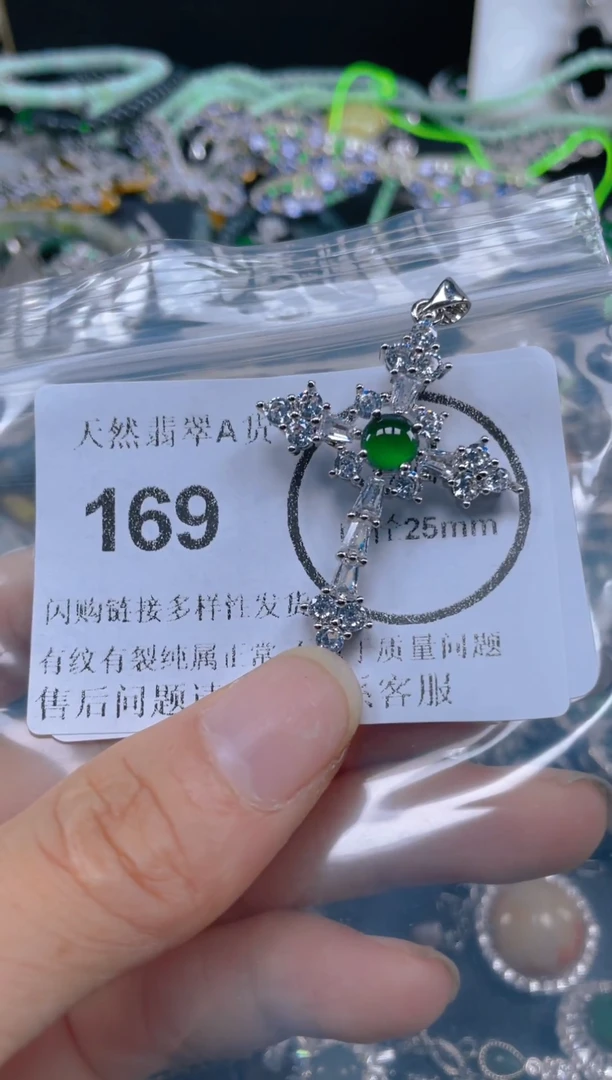 天然翡翠A货
169
25mm
闪购链接多样性发货
有纹有裂纯属正常 质量问题
售后问题 系客服